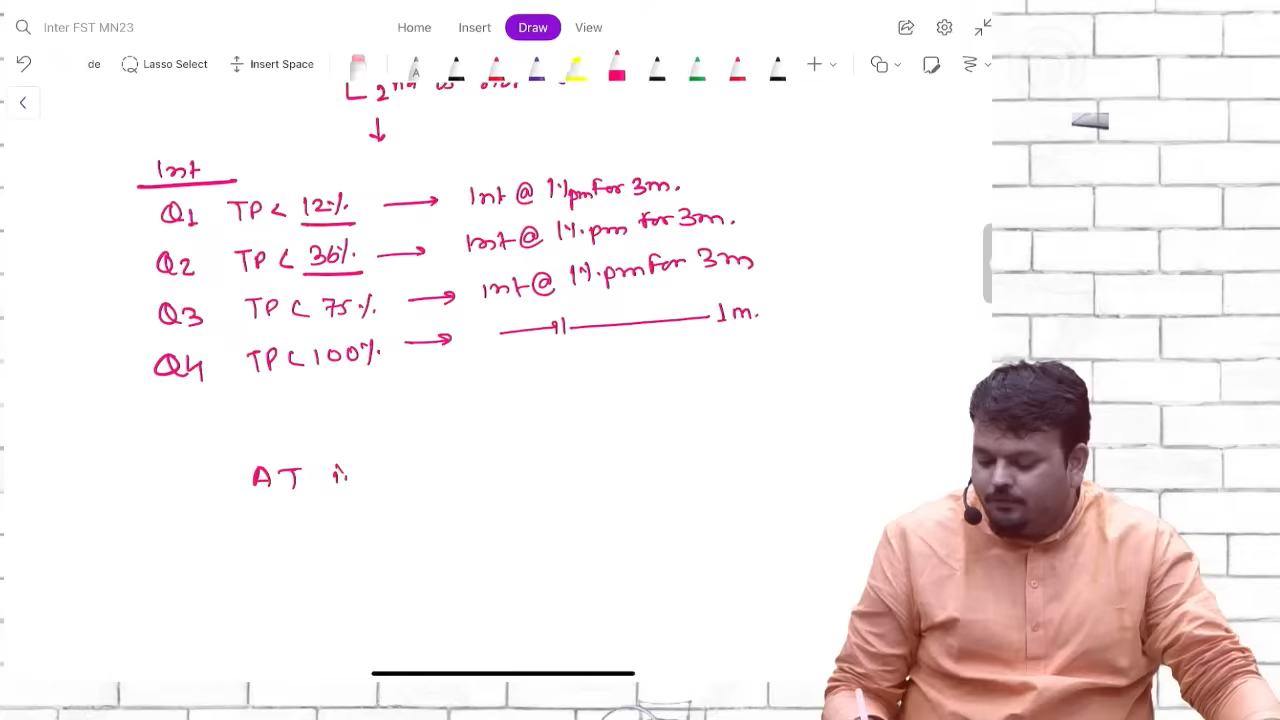 Inter FST MN23
Home Insert Draw View
de Lasso Select Insert Space
A
Int
Q1 TP < 12% → Int @ 1% pm for 3m.
Q2 TP < 36% → Int @ 1% pm for 3m.
Q3 TP < 75% → Int @ 1% pm for 3m
Q4 TP < 100% → —— 11 —— 1m.
AT